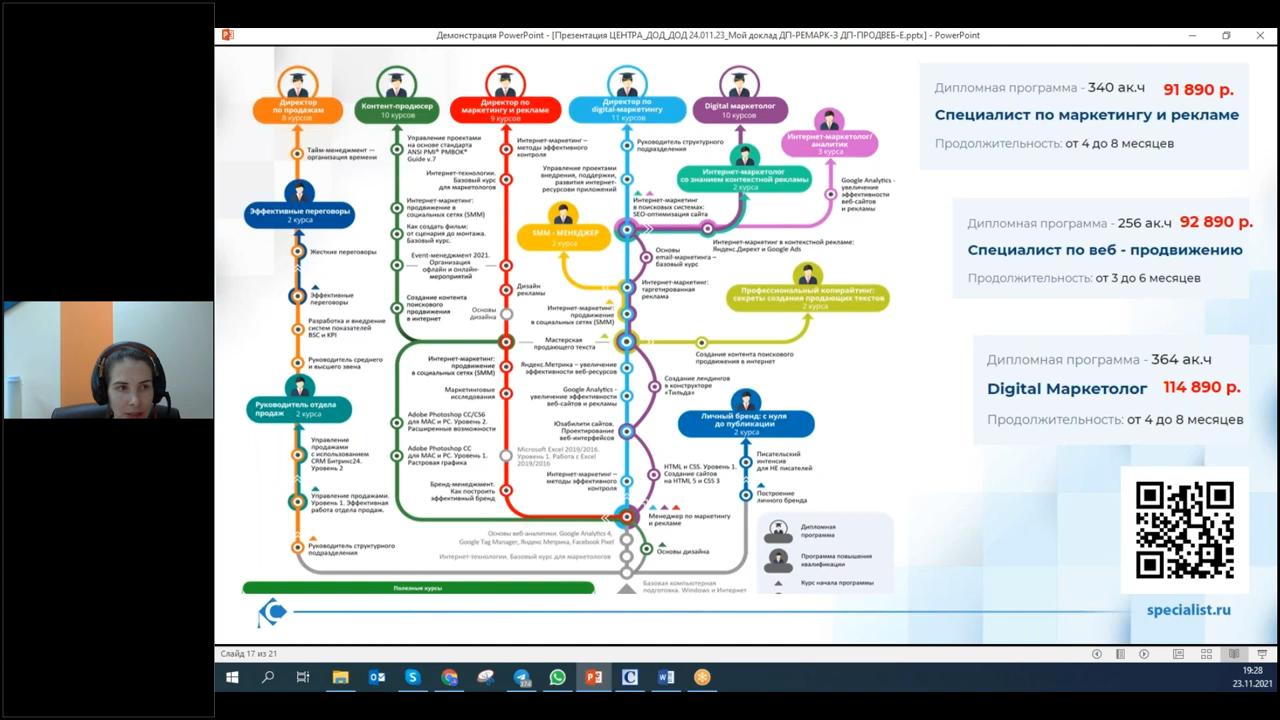 Демонстрация PowerPoint - [Презентация ЦЕНТРА_ДОД_ДОД 24.011.23_Мой доклад ДП-РЕМАРК-3 ДП-ПРОДВЕБ-Е.pptx] - PowerPoint
Директор
по продажам
8 курсов
Контент-продюсер
10 курсов
Директор по
маркетингу и рекламе
9 курсов
Директор по
digital-маркетингу
11 курсов
Digital маркетолог
10 курсов
Тайм-менеджмент —
организация времени
Эффективные переговоры
2 курса
Жесткие переговоры
Эффективные
переговоры
Разработка и внедрение
систем показателей
BSC и KPI
Руководитель среднего
и высшего звена
Руководитель отдела
продаж 2 курса
Управление
продажами
с использованием
CRM Битрикс24.
Уровень 2
Управление продажами.
Уровень 1. Эффективная
работа отдела продаж.
Руководитель структурного
подразделения
Управление проектами
на основе стандарта
ANSI PMI® PMBOK®
Guide v.7
Интернет-технологии.
Базовый курс
для маркетологов
Интернет-маркетинг:
продвижение в
социальных сетях (SMM)
Как создать фильм:
от сценария до монтажа.
Базовый курс.
Event-менеджмент 2021.
Организация
офлайн и онлайн-
мероприятий
Создание контента
поискового
продвижения
в интернет
Интернет-маркетинг:
продвижение
в социальных сетях (SMM)
Маркетинговые
исследования
Adobe Photoshop CC/CS6
для MAC и PC. Уровень 2.
Расширенные возможности
Adobe Photoshop CC
для MAC и PC. Уровень 1.
Растровая графика
Бренд-менеджмент.
Как построить
эффективный бренд
Интернет-маркетинг –
методы эффективного
контроля
Управление проектами
внедрения, поддержки,
развития интернет-
ресурсови приложений
SMM - МЕНЕДЖЕР
2 курса
Дизайн
рекламы
Основы
дизайна
Интернет-маркетинг:
продвижение
в социальных сетях (SMM)
Мастерская
продающего текста
Яндекс.Метрика – увеличение
эффективности веб-ресурсов
Google Analytics -
увеличение эффективности
веб-сайтов и рекламы
Юзабилити сайтов.
Проектирование
веб-интерфейсов
Microsoft Excel 2019/2016.
Уровень 1. Работа с Excel
2019/2016
Интернет-маркетинг –
методы эффективного
контроля
Основы веб-аналитики. Google Analytics 4,
Google Tag Manager, Яндекс Метрика, Facebook Pixel
Интернет-технологии. Базовый курс для маркетологов
Руководитель структурного
подразделения
Интернет-маркетинг
в поисковых системах:
SEO-оптимизация сайта
Интернет-маркетолог
со знанием контекстной рекламы
2 курса
Интернет-маркетолог/
аналитик
3 курса
Google Analytics -
увеличение
эффективности
веб-сайтов
и рекламы
Интернет-маркетинг в контекстной рекламе:
Яндекс.Директ и Google Ads
Основы
email-маркетинга –
базовый курс
Интернет-маркетинг:
таргетированная
реклама
Профессиональный копирайтинг:
секреты создания продающих текстов
2 курса
Создание контента поискового
продвижения в интернет
Создание лендингов
в конструкторе
«Тильда»
Личный бренд: с нуля
до публикации
2 курса
HTML и CSS. Уровень 1.
Создание сайтов
на HTML 5 и CSS 3
Писательский
интенсив
для НЕ писателей
Построение
личного бренда
Менеджер по маркетингу
и рекламе
Основы дизайна
Базовая компьютерная
подготовка. Windows и Интернет
Дипломная
программа
Программа повышения
квалификации
Курс начала программы
Полезные курсы
Дипломная программа - 340 ак.ч 91 890 р.
Специалист по маркетингу и рекламе
Продолжительность: от 4 до 8 месяцев
Дипломная программа - 256 ак.ч 92 890 р.
Специалист по веб - продвижению
Продолжительность: от 3 до 6 месяцев
Дипломная программа - 364 ак.ч
Digital Маркетолог 114 890 р.
Продолжительность: от 4 до 8 месяцев
specialist.ru
Слайд 17 из 21
19:28
23.11.2021